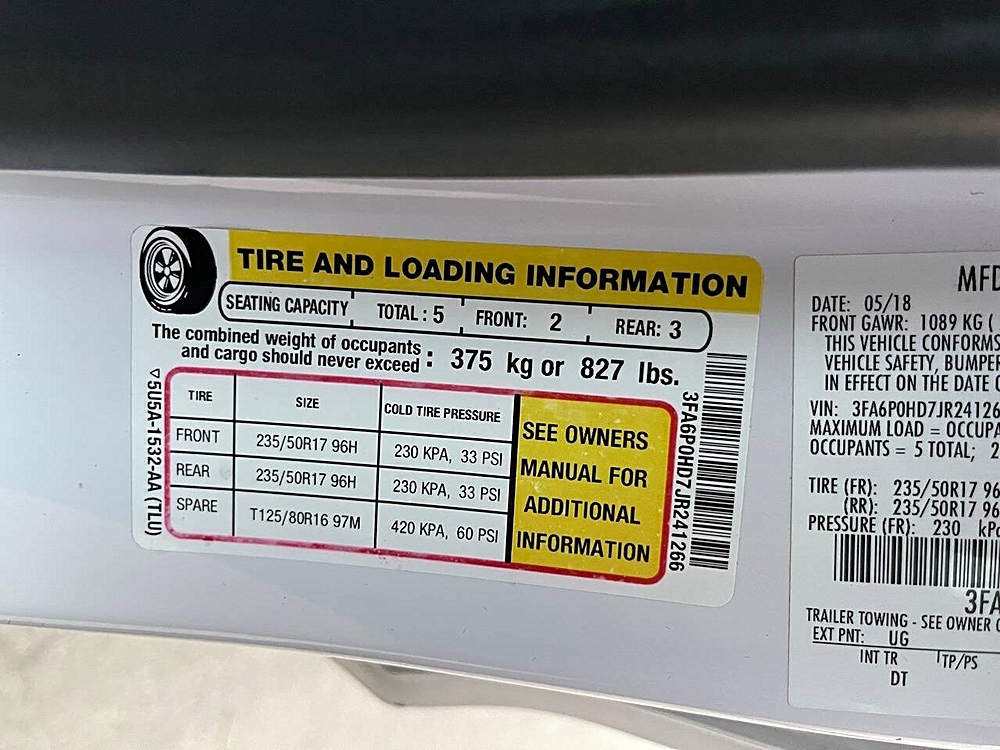 TIRE AND LOADING INFORMATION
SEATING CAPACITY TOTAL: 5 FRONT: 2 REAR: 3
The combined weight of occupants
and cargo should never exceed : 375 kg or 827 lbs.
TIRE SIZE COLD TIRE PRESSURE
FRONT 235/50R17 96H 230 KPA, 33 PSI
REAR 235/50R17 96H 230 KPA, 33 PSI
SPARE T125/80R16 97M 420 KPA, 60 PSI
SEE OWNERS
MANUAL FOR
ADDITIONAL
INFORMATION
▽5U5A-1532-AA (TLU)
3FA6P0HD7JR241266
MFD
DATE: 05/18
FRONT GAWR: 1089 KG (
THIS VEHICLE CONFORMS
VEHICLE SAFETY, BUMPER
IN EFFECT ON THE DATE O
VIN: 3FA6P0HD7JR24126
MAXIMUM LOAD = OCCUPA
OCCUPANTS = 5 TOTAL; 2
TIRE (FR): 235/50R17 96
(RR): 235/50R17 96
PRESSURE (FR): 230 kPa
3FA
TRAILER TOWING - SEE OWNER
EXT PNT: UG
INT TR TP/PS
DT